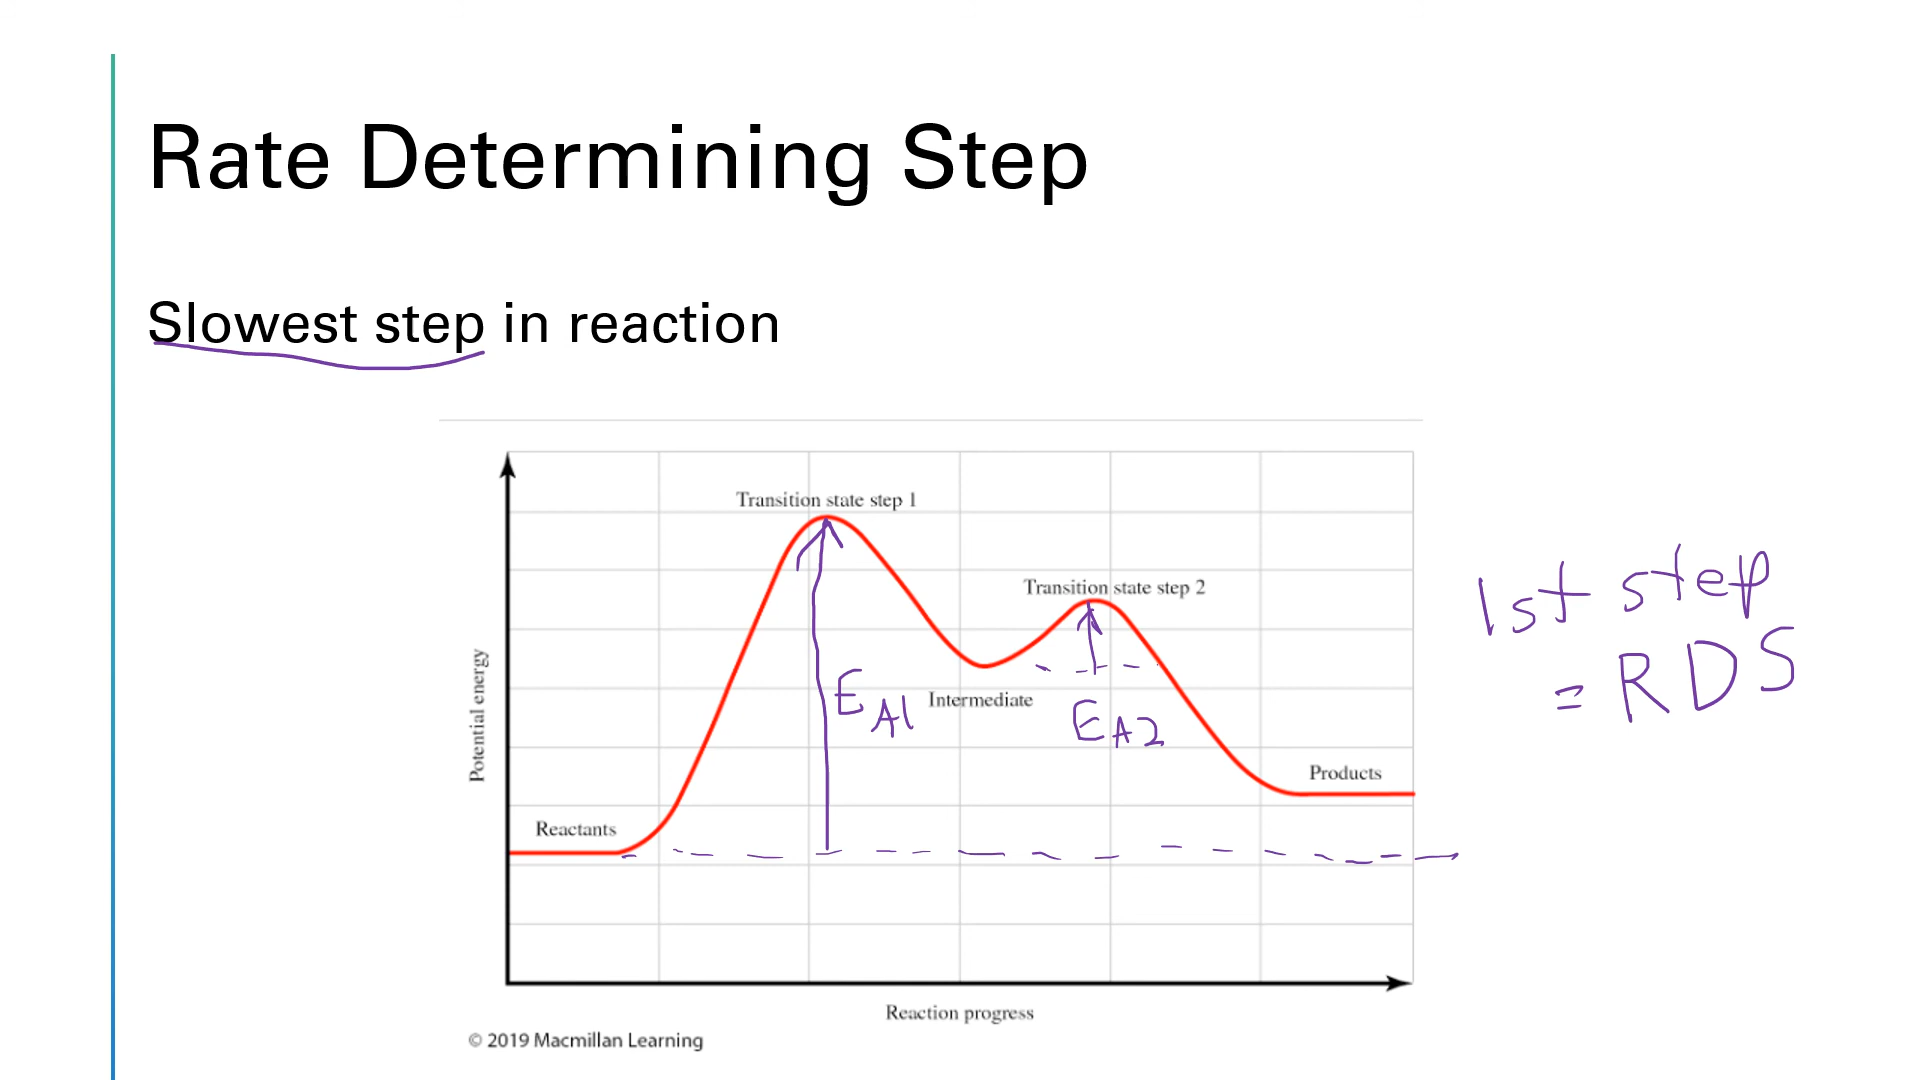 Rate Determining Step
Slowest step in reaction
Transition state step 1
Transition state step 2
1st step
= RDS
Potential energy
EA1
Intermediate
EA2
Products
Reactants
Reaction progress
© 2019 Macmillan Learning